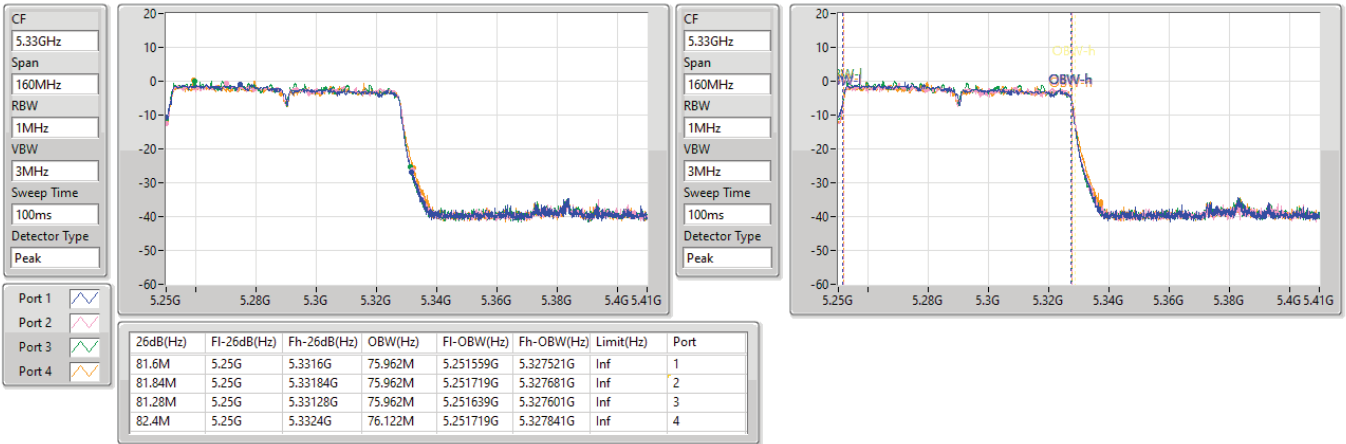 CF
5.33GHz
Span
160MHz
RBW
1MHz
VBW
3MHz
Sweep Time
100ms
Detector Type
Peak
20
10
0
-10
-20
-30
-40
-50
-60
5.25G 5.28G 5.3G 5.32G 5.34G 5.36G 5.38G 5.4G 5.41G
CF
5.33GHz
Span
160MHz
RBW
1MHz
VBW
3MHz
Sweep Time
100ms
Detector Type
Peak
20
10
0
-10
-20
-30
-40
-50
-60
OBW-h
OBW-h
5.25G 5.28G 5.3G 5.32G 5.34G 5.36G 5.38G 5.4G 5.41G
Port 1
Port 2
Port 3
Port 4
26dB(Hz) Fl-26dB(Hz) Fh-26dB(Hz) OBW(Hz) Fl-OBW(Hz) Fh-OBW(Hz) Limit(Hz) Port
81.6M 5.25G 5.3316G 75.962M 5.251559G 5.327521G Inf 1
81.84M 5.25G 5.33184G 75.962M 5.251719G 5.327681G Inf 2
81.28M 5.25G 5.33128G 75.962M 5.251639G 5.327601G Inf 3
82.4M 5.25G 5.3324G 76.122M 5.251719G 5.327841G Inf 4